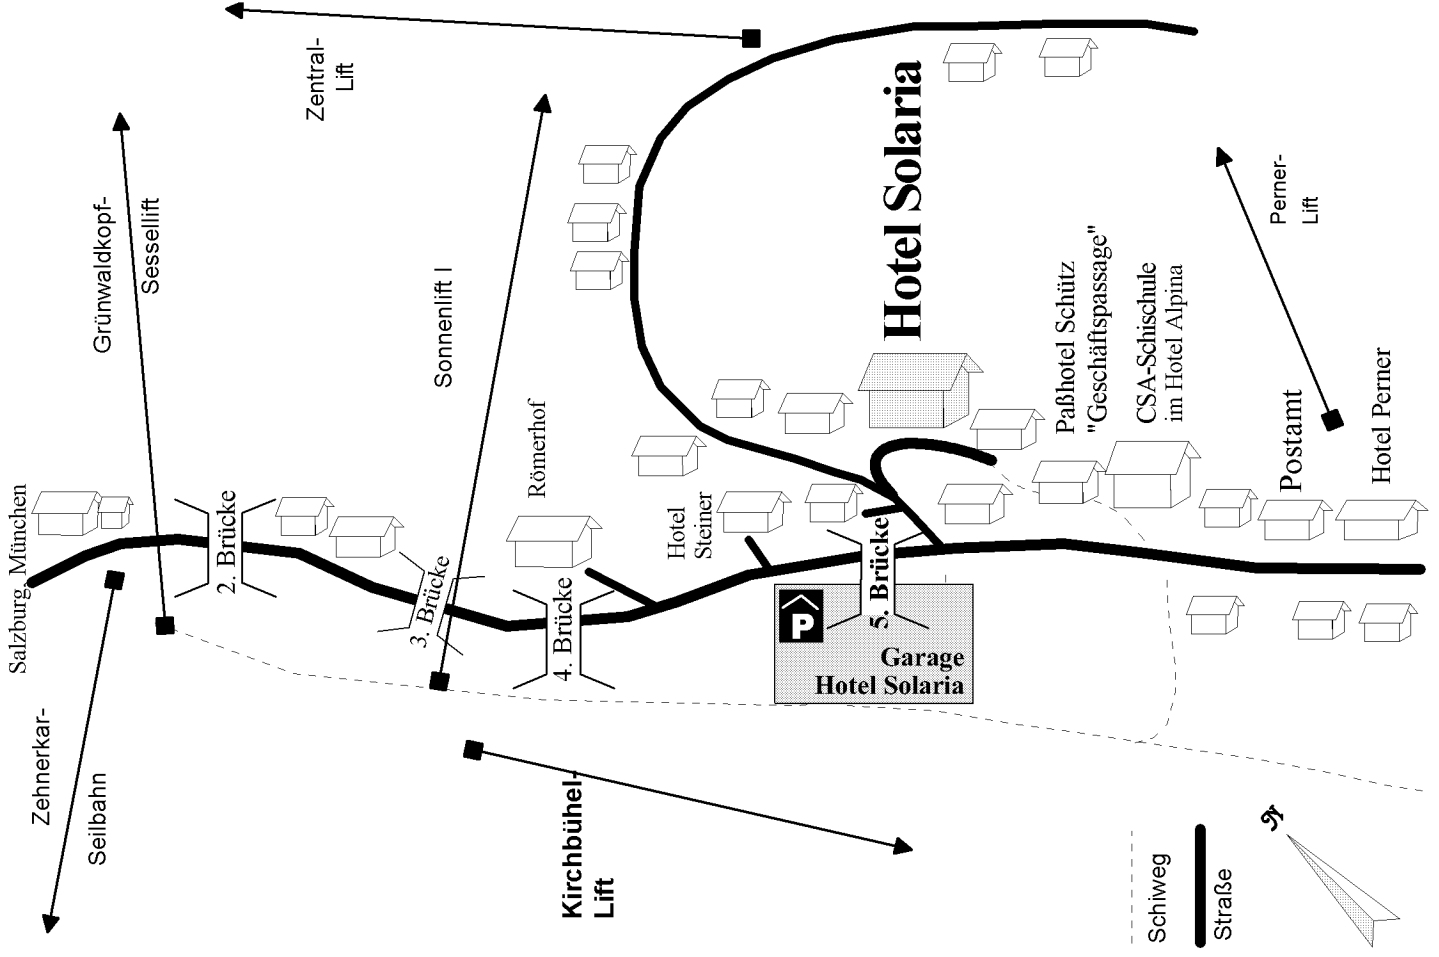 Zentral-
Lift
Grünwaldkopf-
Sessellift
Sonnenlift I
Hotel Solaria
Perner-
Lift
Paßhotel Schütz
"Geschäftspassage"
CSA-Schischule
im Hotel Alpina
Postamt
Hotel Perner
Römerhof
Hotel
Steiner
Salzburg, München
2. Brücke
3. Brücke
4. Brücke
5. Brücke
P
Garage
Hotel Solaria
Zehnerkar-
Seilbahn
Kirchbühel-
Lift
Schiweg
Straße
N